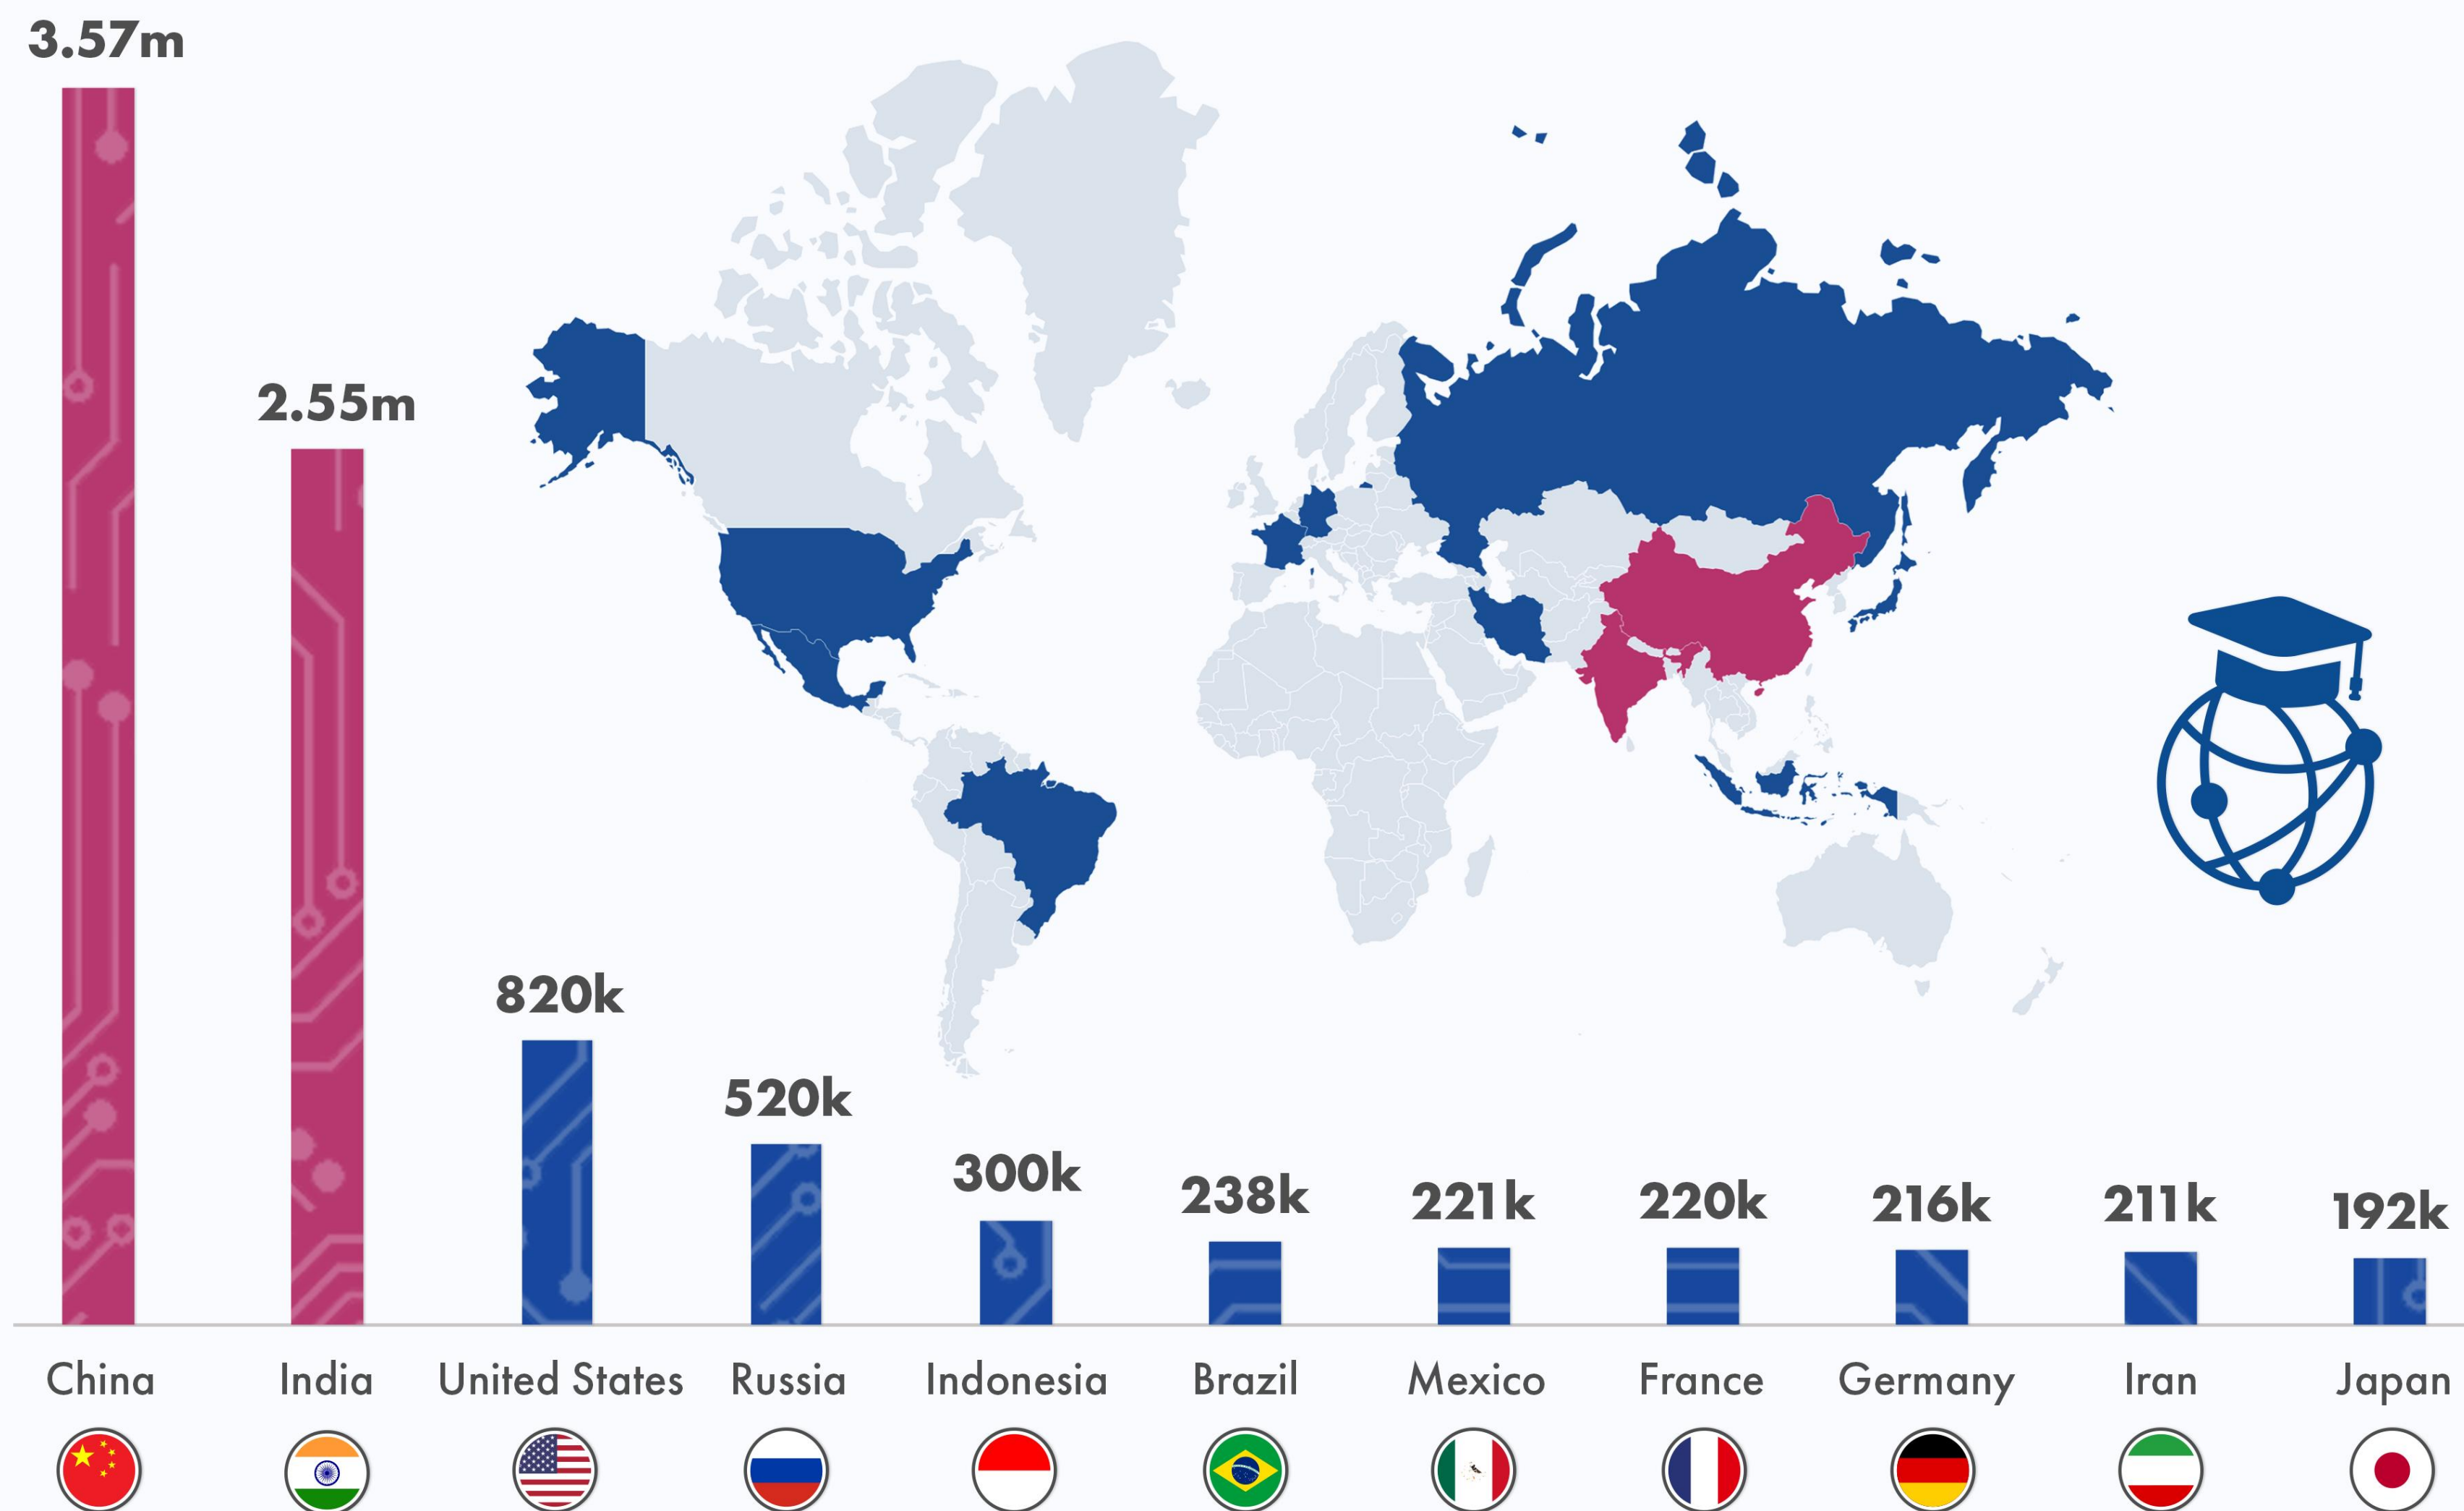 3.57m
2.55m
820k
520k
300k
238k
221k
220k
216k
211k
192k
China
India
United States
Russia
Indonesia
Brazil
Mexico
France
Germany
Iran
Japan